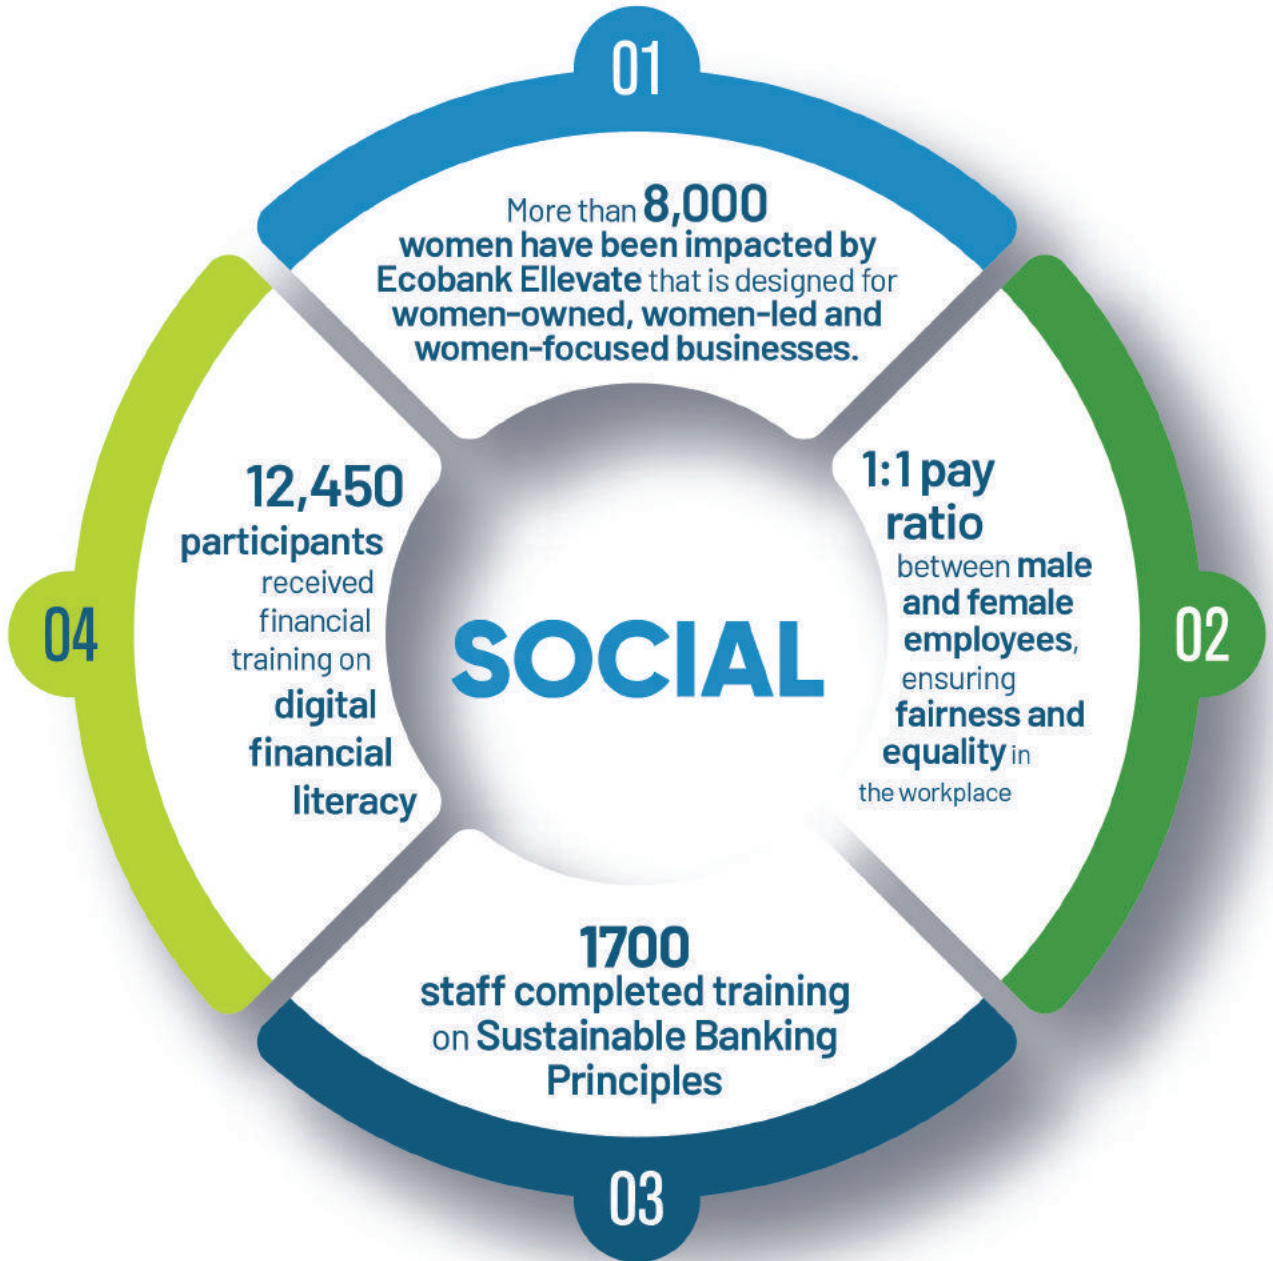 01
More than 8,000
women have been impacted by
Ecobank Ellevate that is designed for
women-owned, women-led and
women-focused businesses.
1:1 pay
ratio
between male
and female
employees,
ensuring
fairness and
equality in
the workplace
02
SOCIAL
1700
staff completed training
on Sustainable Banking
Principles
03
12,450
participants
received
financial
training on
digital
financial
literacy
04